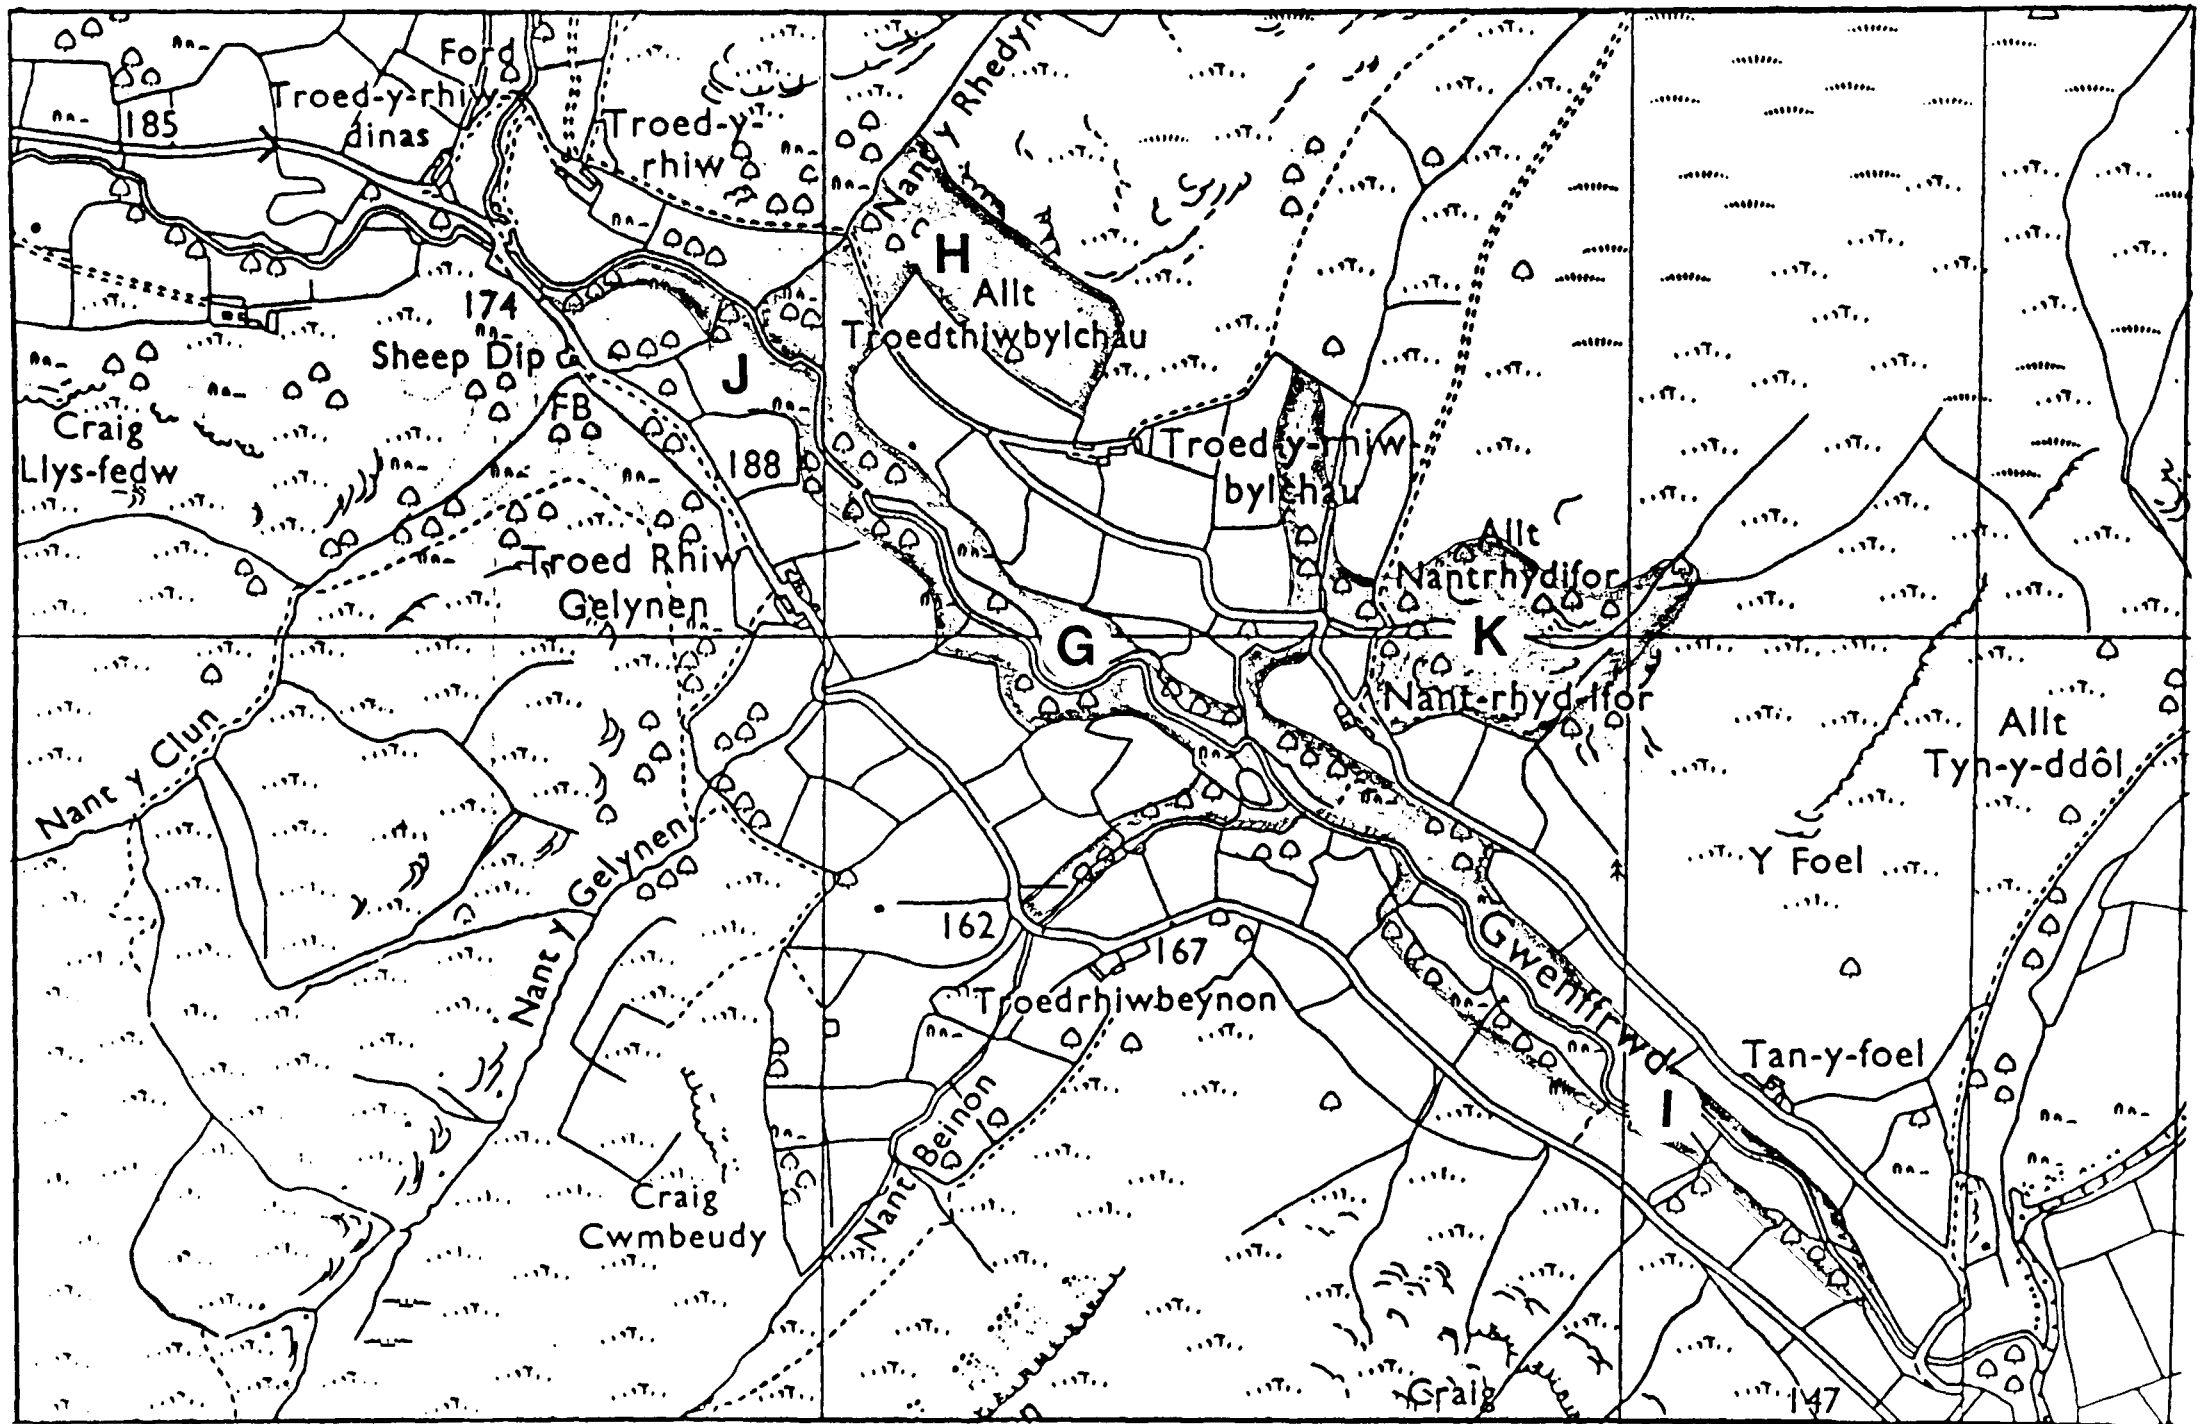 Ford
Troed-y-rhiw-
dinas
185
Troed-y-
rhiw
Nant y Rhedyn
H
Allt
Troedthiwbylchau
174
Sheep Dip
J
FB
Craig
Llys-fedw
188
Troed-y-rhiw-
bylchau
Allt
Nantrhydifor
Troed Rhiw
Gelynen
G
K
Nant-rhyd-Ifor
Nant y Clun
Allt
Tyn-y-ddôl
Y Foel
Nant y Gelynen
162
167
Troedrhiwbeynon
Gwenffrwd
Tan-y-foel
I
Nant Beinon
Craig
Cwmbeudy
Craig
147